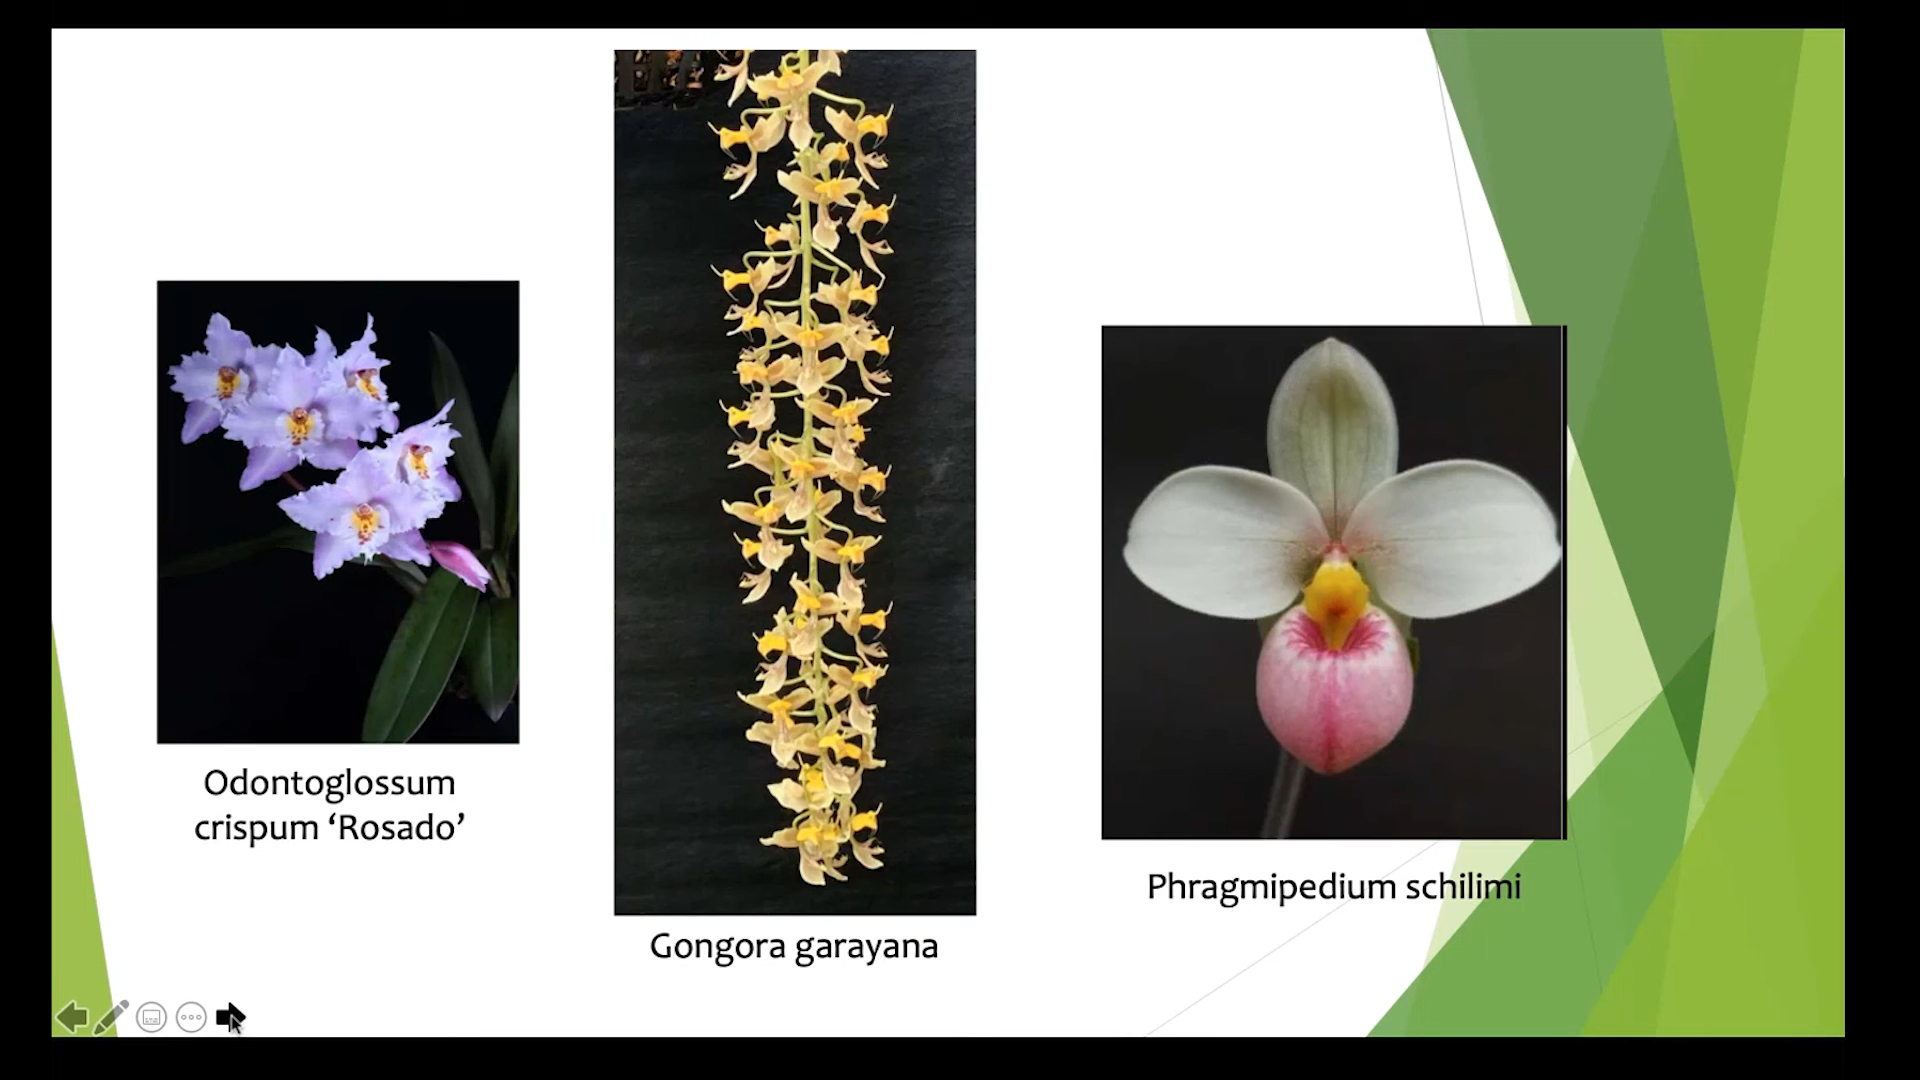 Odontoglossum
crispum ‘Rosado’
Gongora garayana
Phragmipedium schilimi